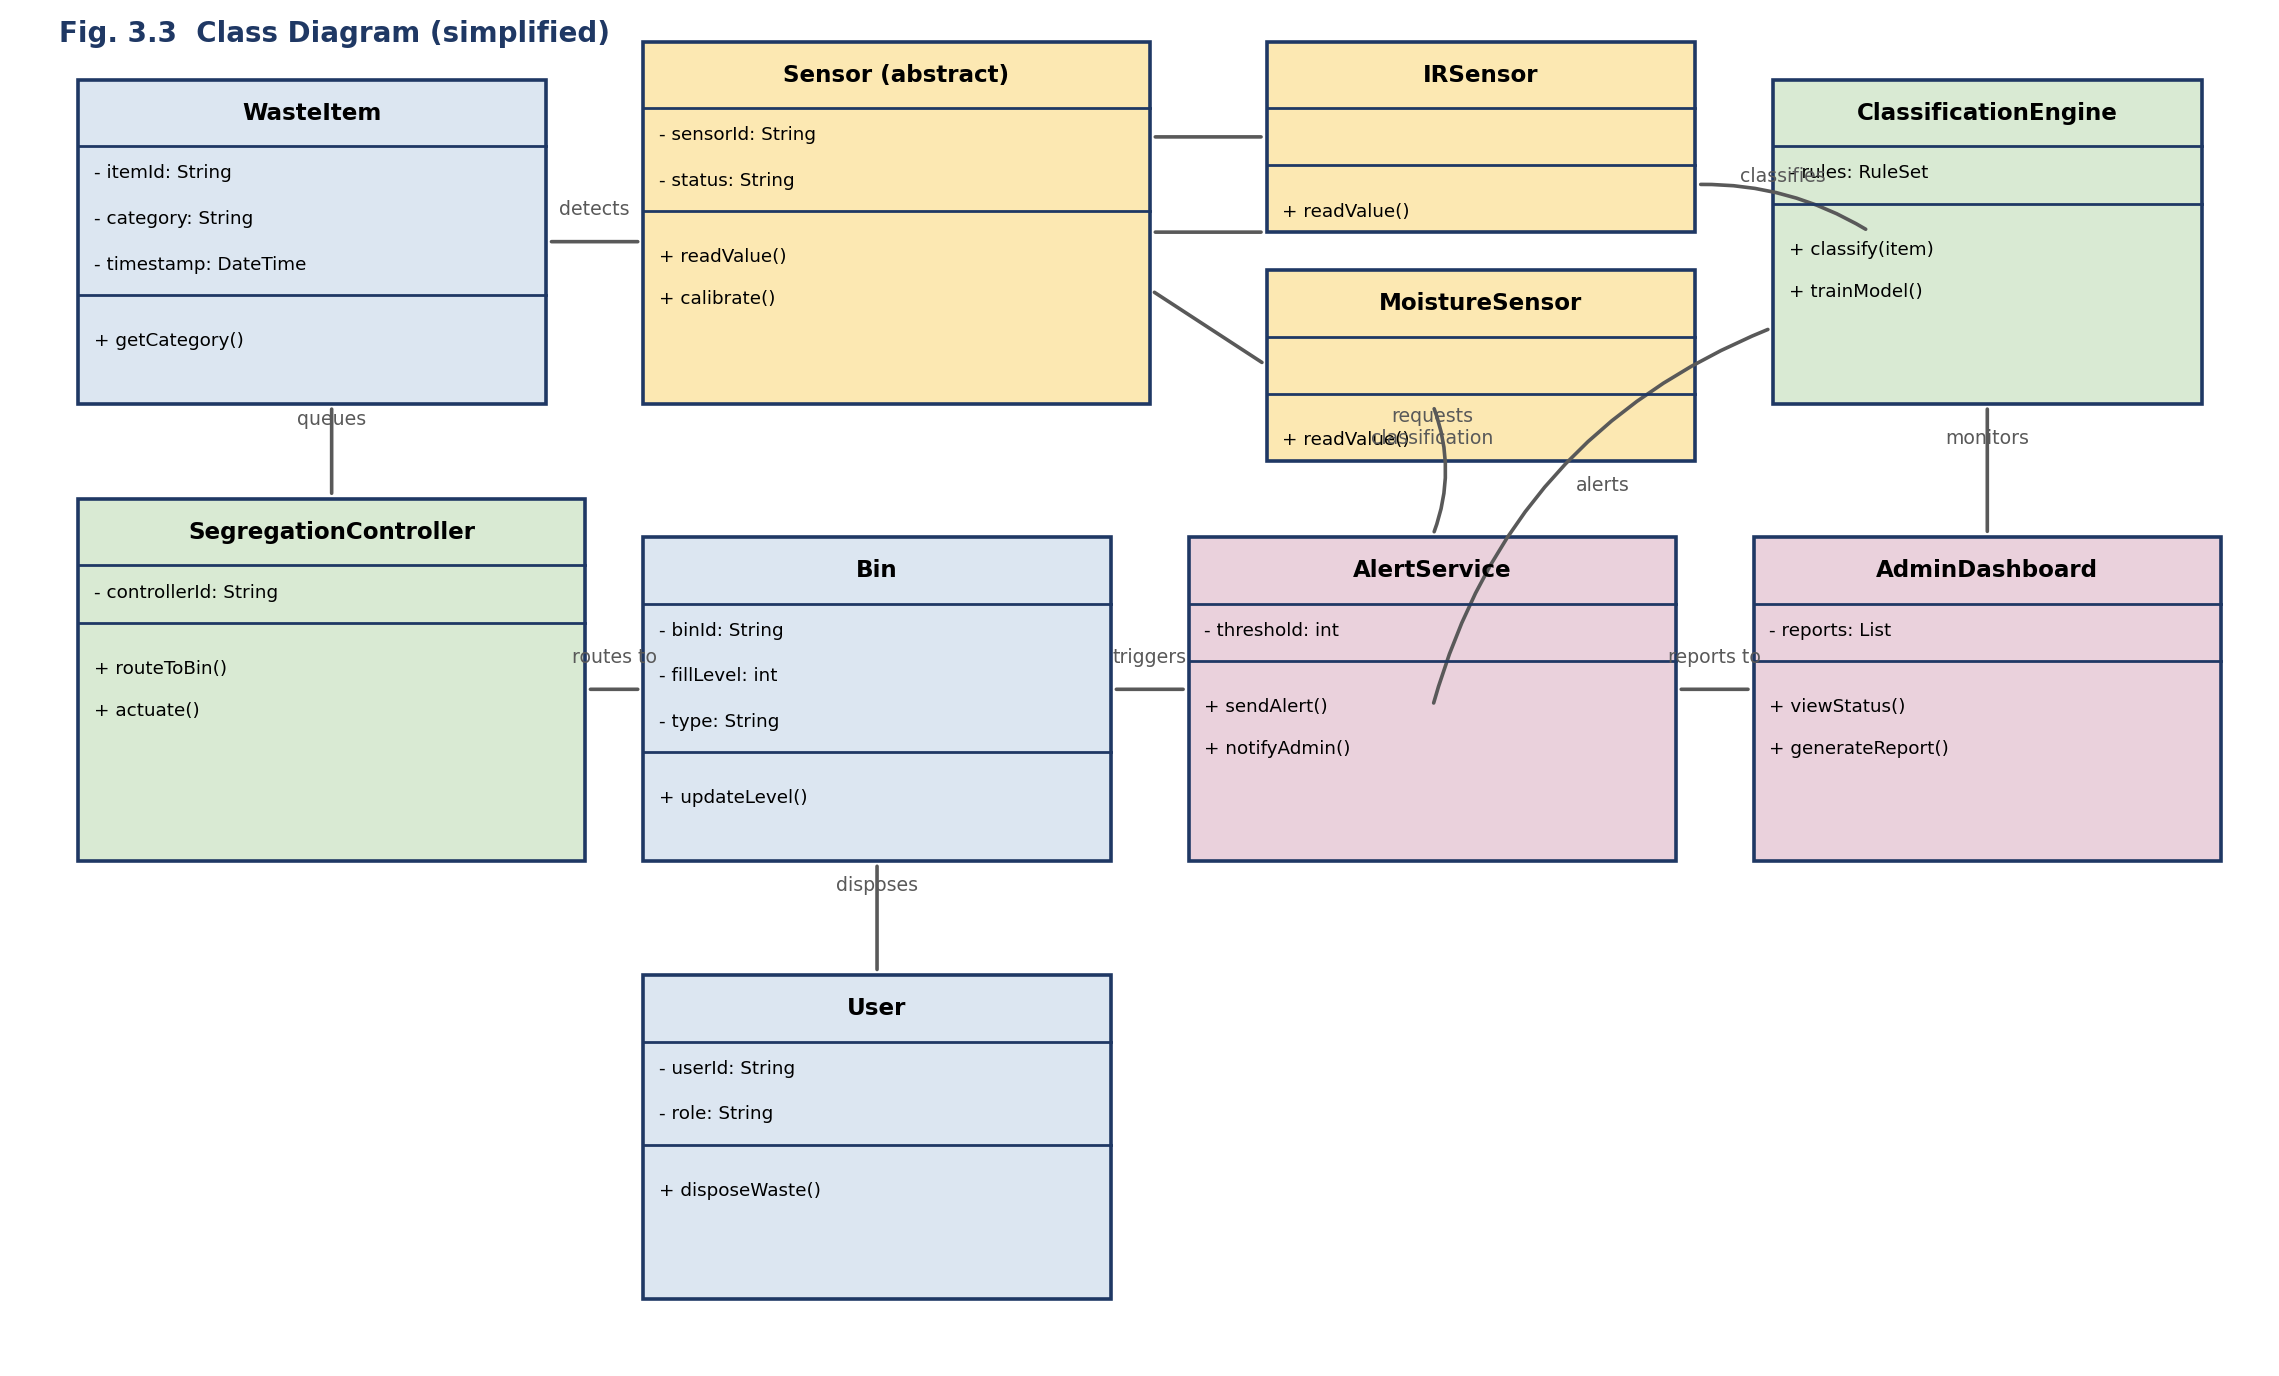 Fig. 3.3  Class Diagram (simplified)
WasteItem
- itemId: String
- category: String
- timestamp: DateTime
+ getCategory()
detects
Sensor (abstract)
- sensorId: String
- status: String
+ readValue()
+ calibrate()
IRSensor
+ readValue()
classifies
ClassificationEngine
- rules: RuleSet
+ classify(item)
+ trainModel()
MoistureSensor
+ readValue()
requests
classification
queues
monitors
alerts
SegregationController
- controllerId: String
+ routeToBin()
+ actuate()
routes to
Bin
- binId: String
- fillLevel: int
- type: String
+ updateLevel()
triggers
AlertService
- threshold: int
+ sendAlert()
+ notifyAdmin()
reports to
AdminDashboard
- reports: List
+ viewStatus()
+ generateReport()
disposes
User
- userId: String
- role: String
+ disposeWaste()